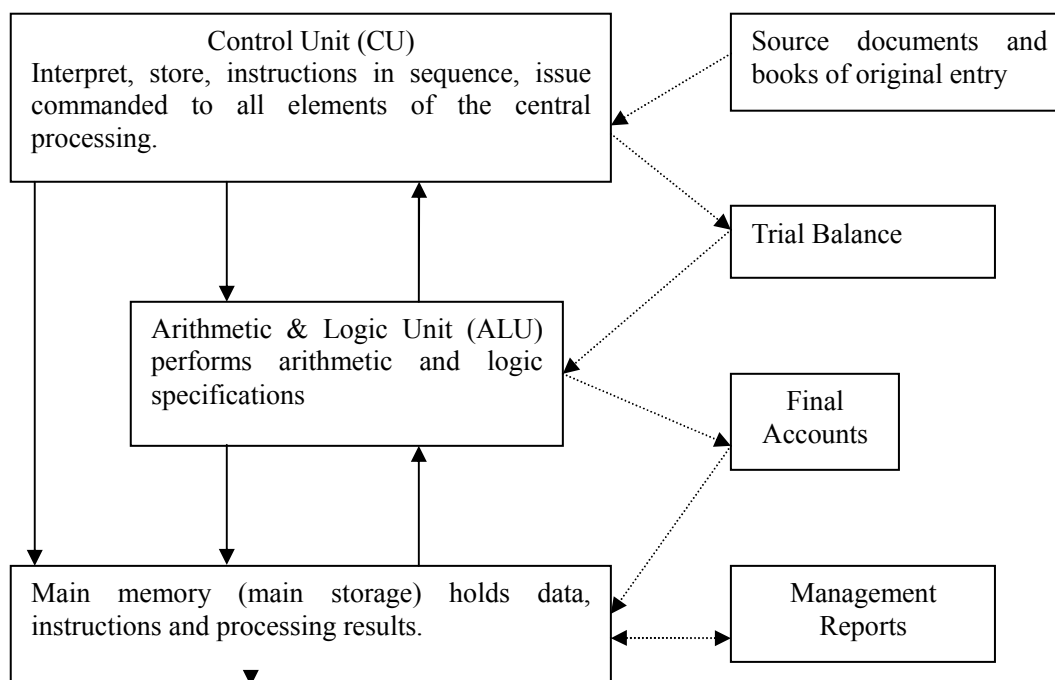 Control Unit (CU)
Interpret, store, instructions in sequence, issue
commanded to all elements of the central
processing.
Source documents and
books of original entry
Trial Balance
Arithmetic & Logic Unit (ALU)
performs arithmetic and logic
specifications
Final
Accounts
Main memory (main storage) holds data,
instructions and processing results.
Management
Reports